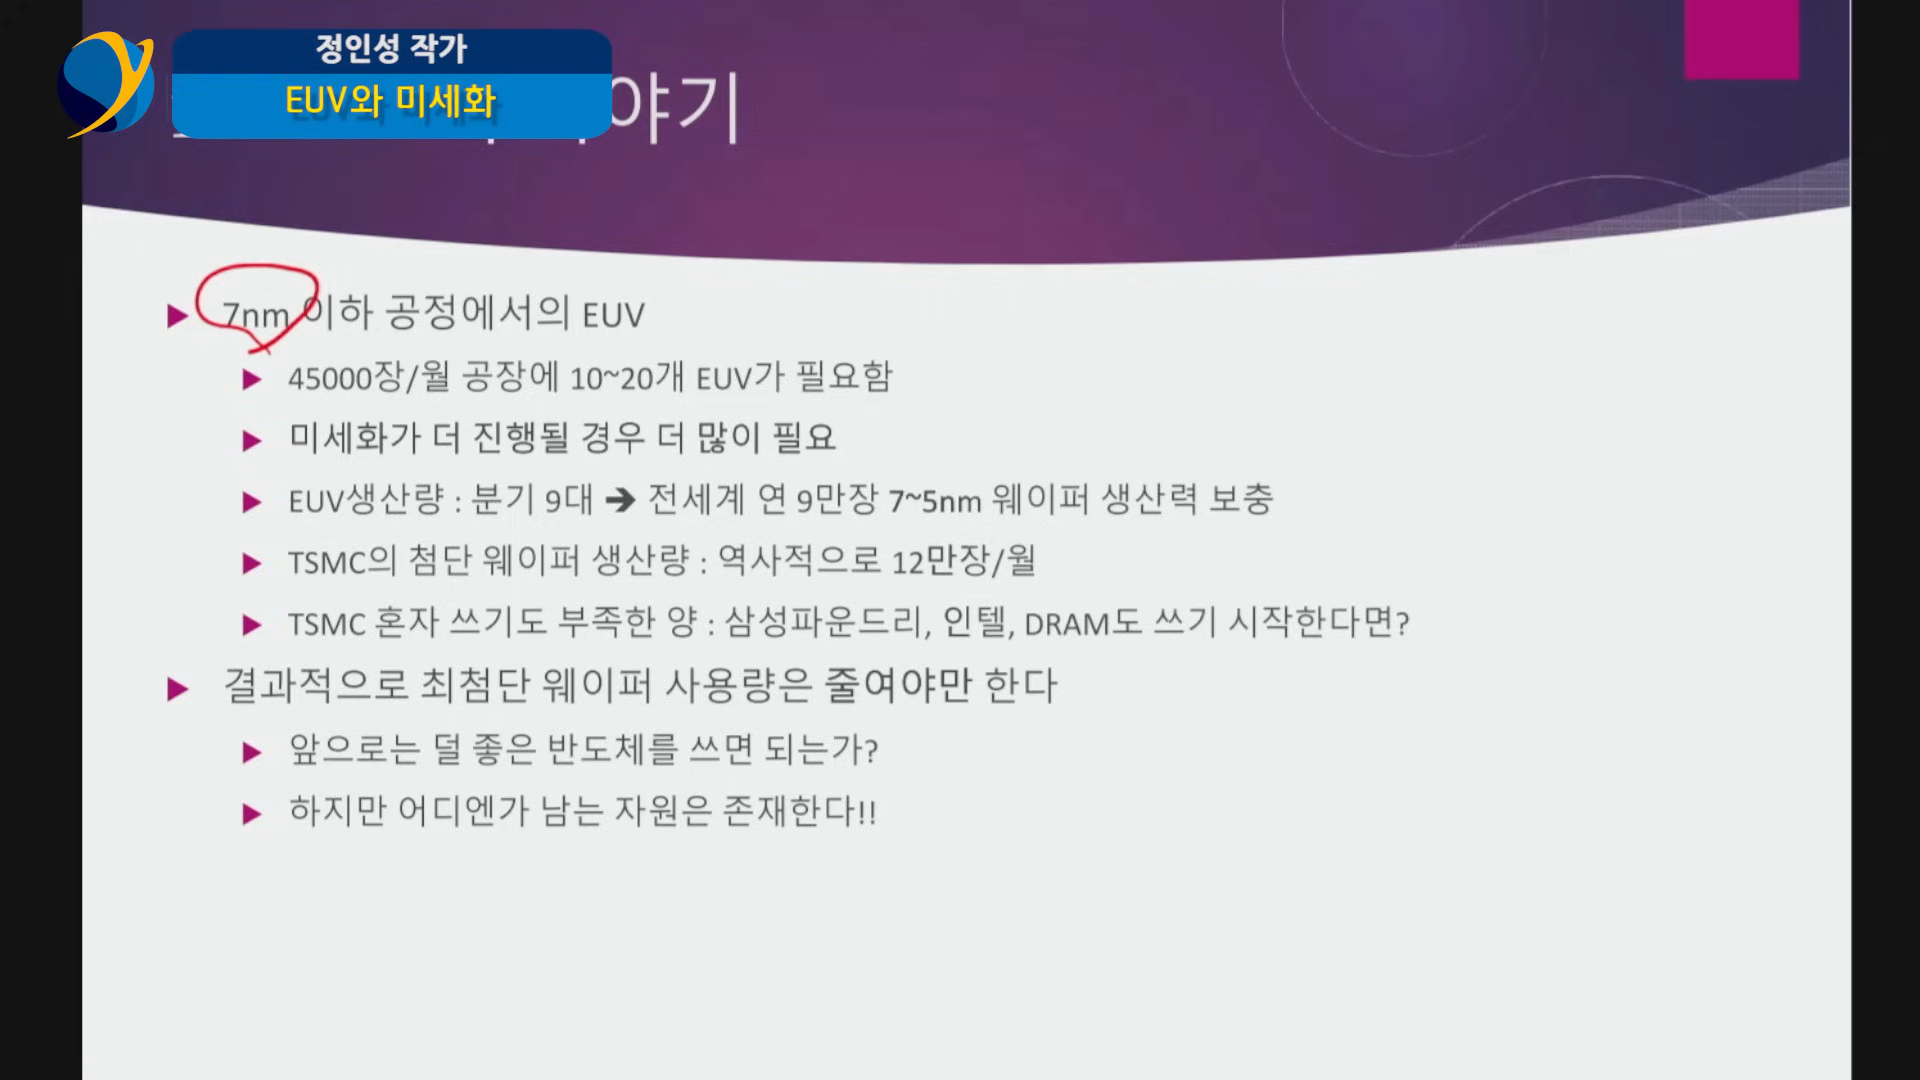 정인성 작가
EUV와 미세화
야기
7nm 이하 공정에서의 EUV
45000장/월 공장에 10~20개 EUV가 필요함
미세화가 더 진행될 경우 더 많이 필요
EUV생산량 : 분기 9대 ➔ 전세계 연 9만장 7~5nm 웨이퍼 생산력 보충
TSMC의 첨단 웨이퍼 생산량 : 역사적으로 12만장/월
TSMC 혼자 쓰기도 부족한 양 : 삼성파운드리, 인텔, DRAM도 쓰기 시작한다면?
결과적으로 최첨단 웨이퍼 사용량은 줄여야만 한다
앞으로는 덜 좋은 반도체를 쓰면 되는가?
하지만 어디엔가 남는 자원은 존재한다!!